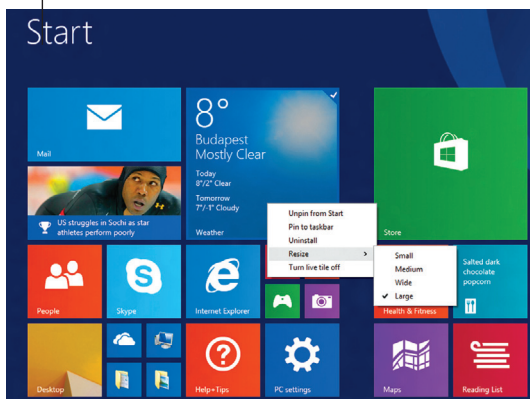 Start
Mail
8°
Budapest
Mostly Clear
Today
8°/2° Clear
Tomorrow
7°/-1° Cloudy
Weather
Store
US struggles in Sochi as star
athletes perform poorly
Unpin from Start
Pin to taskbar
Uninstall
Resize
Turn live tile off
Small
Medium
Wide
Large
People
Skype
Internet Explorer
Health & Fitness
Salted dark
chocolate
popcorn
Desktop
Help+Tips
PC settings
Maps
Reading List